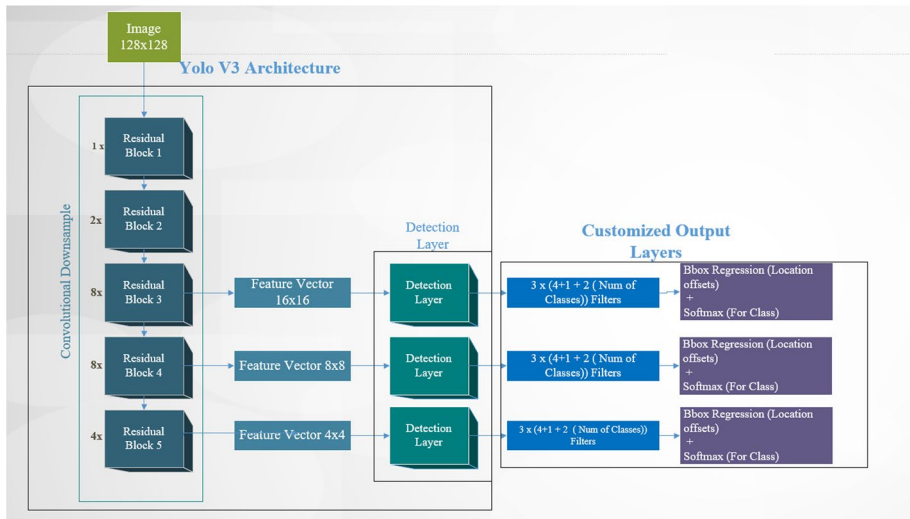 Image
128x128
Yolo V3 Architecture
Convolutional Downsample
1 x
Residual
Block 1
2x
Residual
Block 2
8x
Residual
Block 3
8x
Residual
Block 4
4x
Residual
Block 5
Feature Vector
16x16
Feature Vector 8x8
Feature Vector 4x4
Detection
Layer
Detection
Layer
Detection
Layer
Detection
Layer
Customized Output
Layers
3 x (4+1 + 2 ( Num of
Classes)) Filters
3 x (4+1 + 2 ( Num of
Classes)) Filters
3 x (4+1 + 2 ( Num of Classes))
Filters
Bbox Regression (Location
offsets)
+
Softmax (For Class)
Bbox Regression (Location
offsets)
+
Softmax (For Class)
Bbox Regression (Location
offsets)
+
Softmax (For Class)